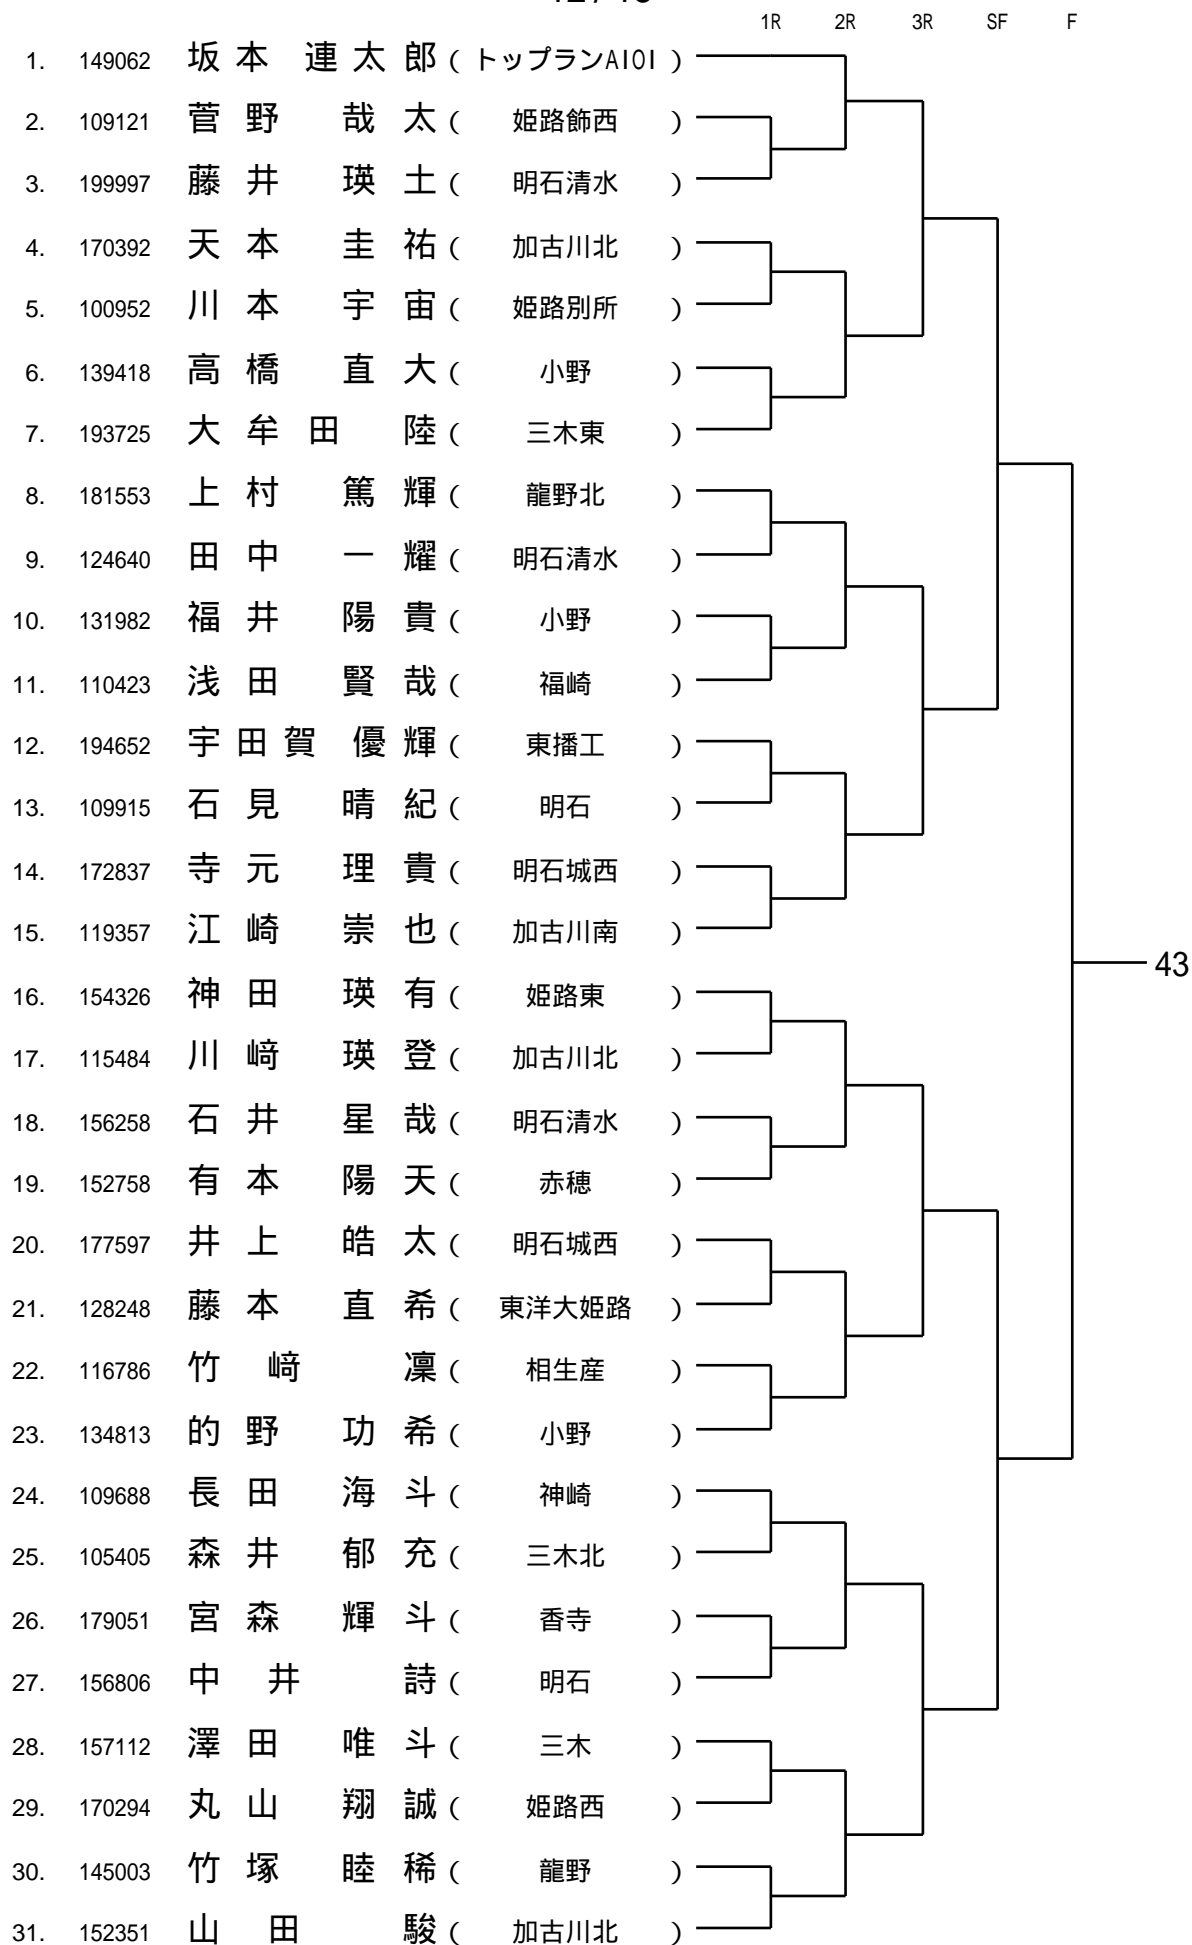 1R 2R 3R SF F
1. 149062 坂本 連太郎 ( トップランAIOI )
2. 109121 菅野 哉太 ( 姫路飾西 )
3. 199997 藤井 瑛士 ( 明石清水 )
4. 170392 天本 圭祐 ( 加古川北 )
5. 100952 川本 宇宙 ( 姫路別所 )
6. 139418 高橋 直大 ( 小野 )
7. 193725 大牟田 陸 ( 三木東 )
8. 181553 上村 篤輝 ( 龍野北 )
9. 124640 田中 一耀 ( 明石清水 )
10. 131982 福井 陽貴 ( 小野 )
11. 110423 浅田 賢哉 ( 福崎 )
12. 194652 宇田賀 優輝 ( 東播工 )
13. 109915 石見 晴紀 ( 明石 )
14. 172837 寺元 理貴 ( 明石城西 )
15. 119357 江崎 崇也 ( 加古川南 )
43
16. 154326 神田 瑛有 ( 姫路東 )
17. 115484 川﨑 瑛登 ( 加古川北 )
18. 156258 石井 星哉 ( 明石清水 )
19. 152758 有本 陽天 ( 赤穂 )
20. 177597 井上 皓太 ( 明石城西 )
21. 128248 藤本 直希 ( 東洋大姫路 )
22. 116786 竹﨑 凜 ( 相生産 )
23. 134813 的野 功希 ( 小野 )
24. 109688 長田 海斗 ( 神崎 )
25. 105405 森井 郁充 ( 三木北 )
26. 179051 宮森 輝斗 ( 香寺 )
27. 156806 中井 詩 ( 明石 )
28. 157112 澤田 唯斗 ( 三木 )
29. 170294 丸山 翔誠 ( 姫路西 )
30. 145003 竹塚 睦稀 ( 龍野 )
31. 152351 山田 駿 ( 加古川北 )